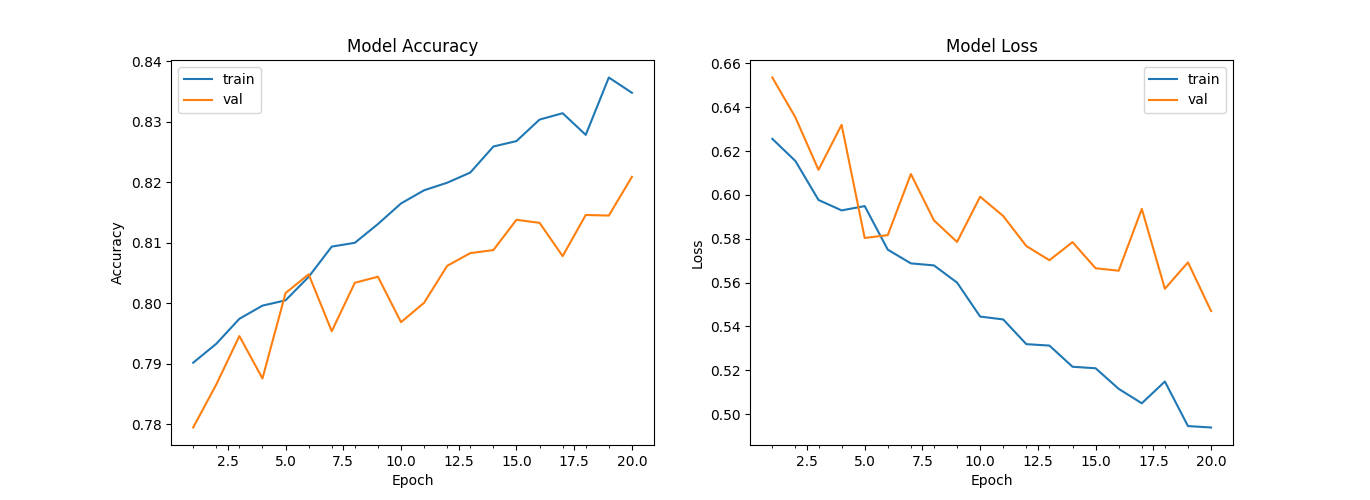 Model Accuracy
train
val
0.84
0.83
0.82
0.81
0.80
0.79
0.78
Accuracy
2.5 5.0 7.5 10.0 12.5 15.0 17.5 20.0
Epoch
Model Loss
train
val
0.66
0.64
0.62
0.60
0.58
0.56
0.54
0.52
0.50
Loss
2.5 5.0 7.5 10.0 12.5 15.0 17.5 20.0
Epoch